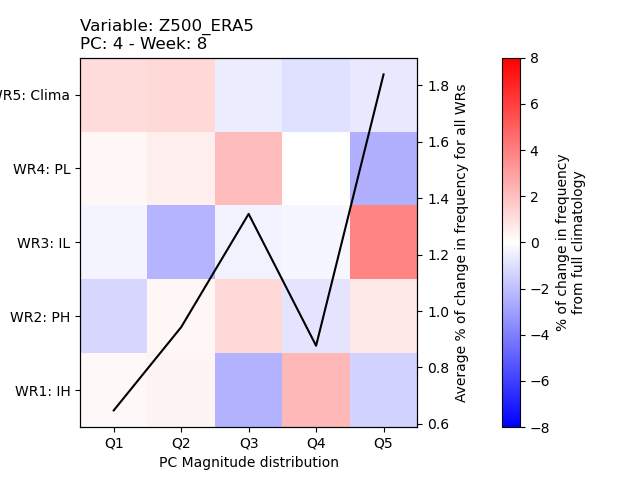 Variable: Z500_ERA5
PC: 4 - Week: 8
WR5: Clima
WR4: PL
WR3: IL
WR2: PH
WR1: IH
Q1 Q2 Q3 Q4 Q5
PC Magnitude distribution
1.8
1.6
1.4
1.2
1.0
0.8
0.6
Average % of change in frequency for all WRs
8
6
4
2
0
−2
−4
−6
−8
% of change in frequency
from full climatology